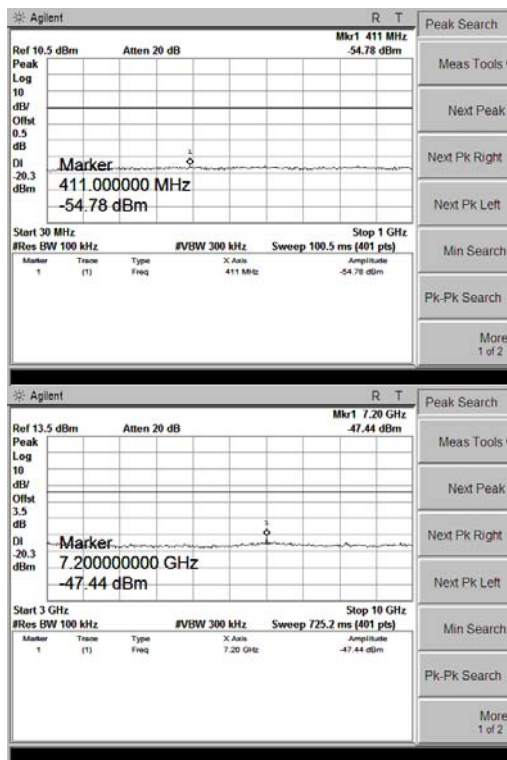 Agilent R T
Peak Search
Mkr1 411 MHz
Ref 10.5 dBm Atten 20 dB -54.78 dBm
Peak
Log
10
dB/
Offst
0.5
dB
DI
-20.3
dBm
1
Marker
411.000000 MHz
-54.78 dBm
Start 30 MHz Stop 1 GHz
#Res BW 100 kHz #VBW 300 kHz Sweep 100.5 ms (401 pts)
Marker Trace Type X Axis Amplitude
1 (1) Freq 411 MHz -54.78 dBm
Meas Tools
Next Peak
Next Pk Right
Next Pk Left
Min Search
Pk-Pk Search
More
1 of 2
Agilent R T
Peak Search
Mkr1 7.20 GHz
Ref 13.5 dBm Atten 20 dB -47.44 dBm
Peak
Log
10
dB/
Offst
3.5
dB
DI
-20.3
dBm
1
Marker
7.200000000 GHz
-47.44 dBm
Start 3 GHz Stop 10 GHz
#Res BW 100 kHz #VBW 300 kHz Sweep 725.2 ms (401 pts)
Marker Trace Type X Axis Amplitude
1 (1) Freq 7.20 GHz -47.44 dBm
Meas Tools
Next Peak
Next Pk Right
Next Pk Left
Min Search
Pk-Pk Search
More
1 of 2